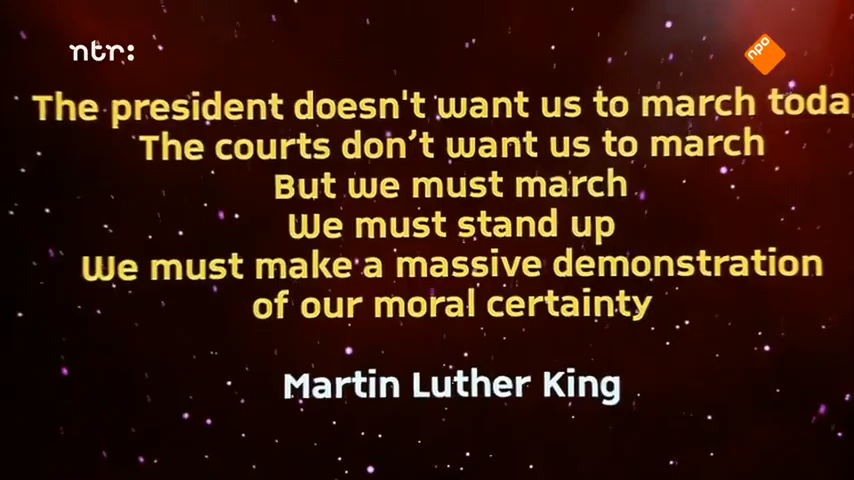 ntr:
npo
The president doesn't want us to march toda
The courts don’t want us to march
But we must march
We must stand up
We must make a massive demonstration
of our moral certainty
Martin Luther King